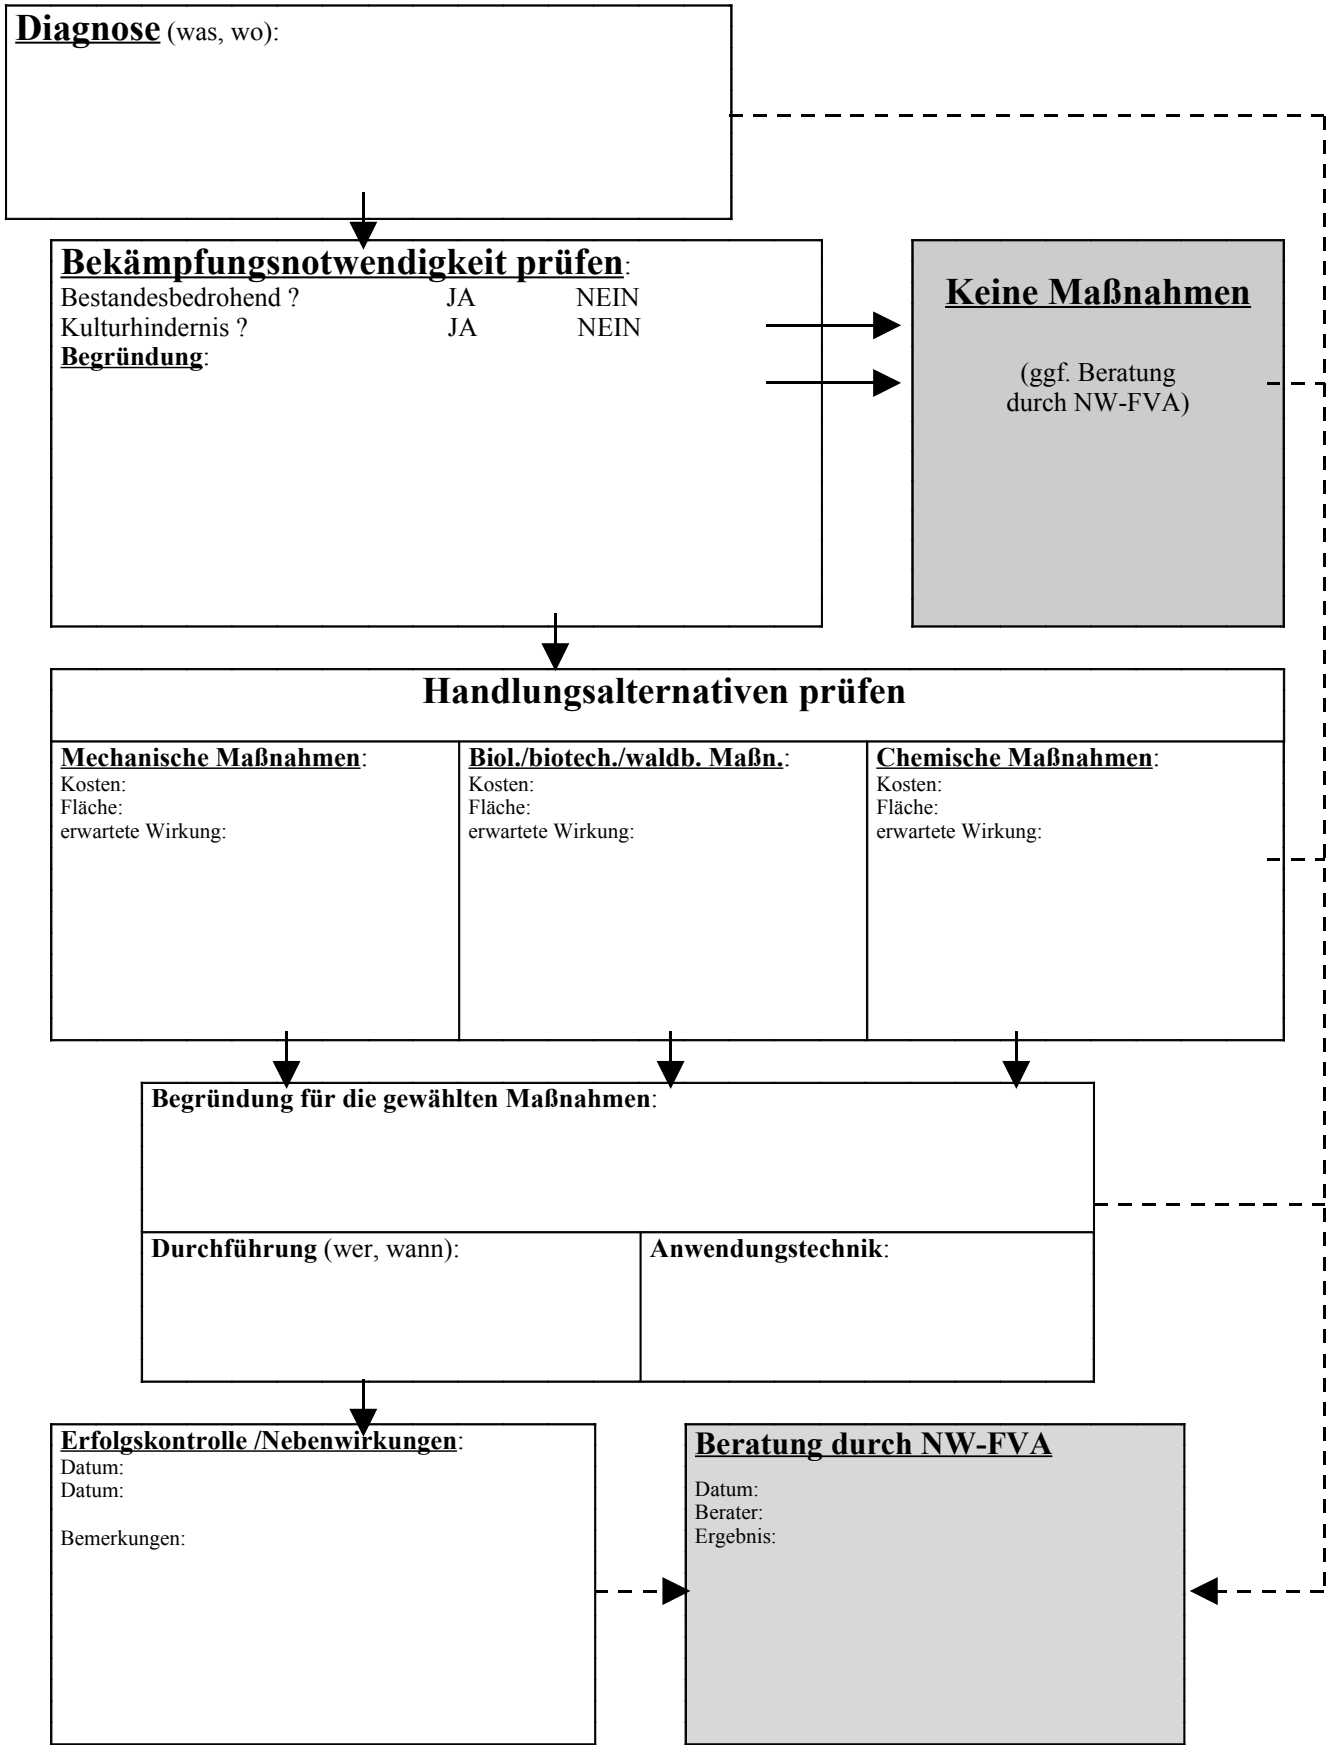 Diagnose (was, wo):
Bekämpfungsnotwendigkeit prüfen:
Bestandesbedrohend ? JA NEIN
Kulturhindernis ? JA NEIN
Begründung:
Keine Maßnahmen
(ggf. Beratung
durch NW-FVA)
Handlungsalternativen prüfen
Mechanische Maßnahmen:
Kosten:
Fläche:
erwartete Wirkung:
Biol./biotech./waldb. Maßn.:
Kosten:
Fläche:
erwartete Wirkung:
Chemische Maßnahmen:
Kosten:
Fläche:
erwartete Wirkung:
Begründung für die gewählten Maßnahmen:
Durchführung (wer, wann):
Anwendungstechnik:
Erfolgskontrolle /Nebenwirkungen:
Datum:
Datum:
Bemerkungen:
Beratung durch NW-FVA
Datum:
Berater:
Ergebnis: